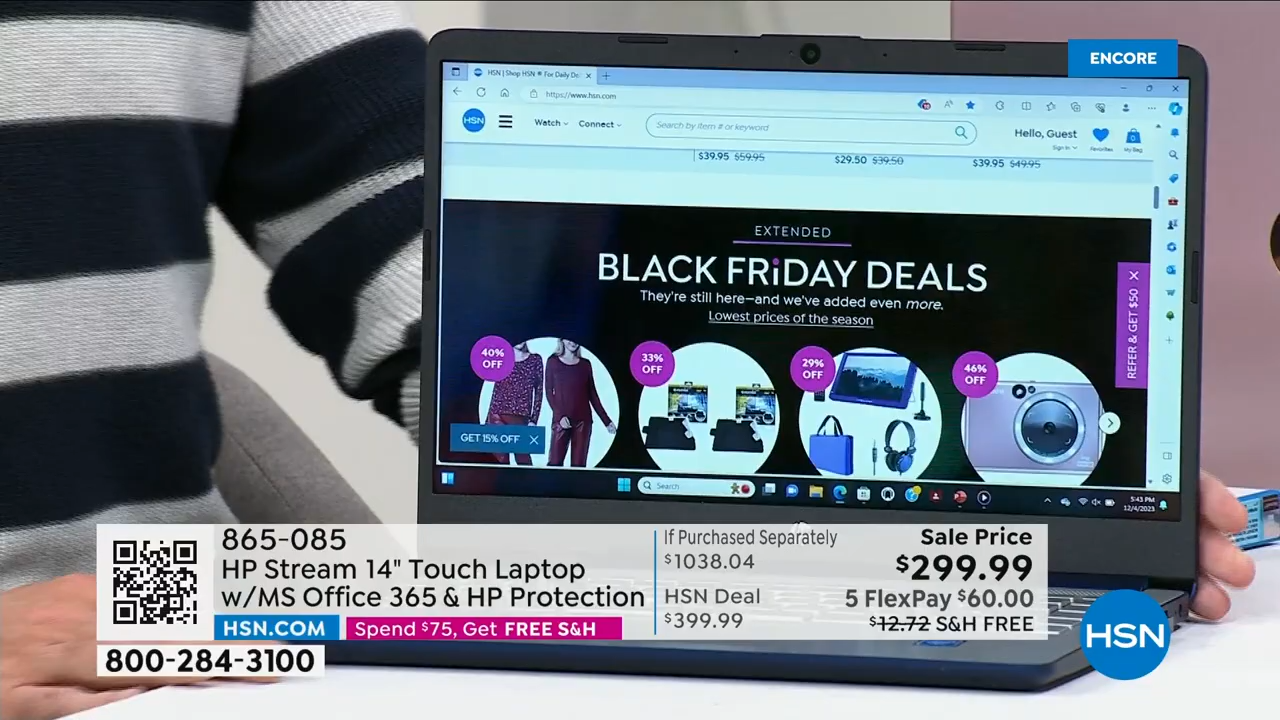 ENCORE
HSN | Shop HSN ® For Daily De
https://www.hsn.com
HSN
Watch
Connect
Search by item # or keyword
Hello, Guest
Sign in
Favorites
My Bag
$39.95 $59.95
$29.50 $39.50
$39.95 $49.95
EXTENDED
BLACK FRiDAY DEALS
They're still here—and we've added even more.
Lowest prices of the season
REFER & GET $50
40%
OFF
33%
OFF
29%
OFF
46%
OFF
GET 15% OFF
Search
5:43 PM
12/4/2023
865-085
HP Stream 14" Touch Laptop
w/MS Office 365 & HP Protection
HSN.COM
Spend $75, Get FREE S&H
800-284-3100
If Purchased Separately
$1038.04
HSN Deal
$399.99
Sale Price
$299.99
5 FlexPay $60.00
$12.72 S&H FREE
HSN